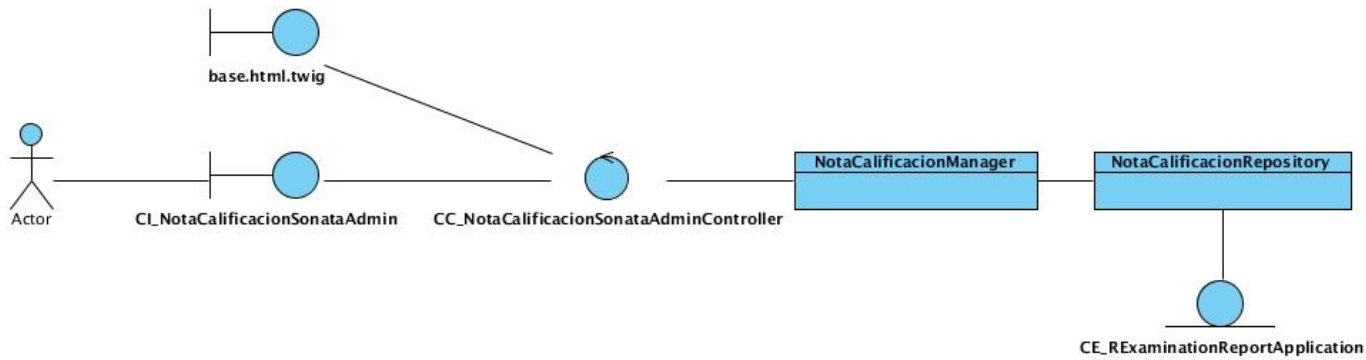 base.html.twig
NotaCalificacionManager
NotaCalificacionRepository
Actor
CI_NotaCalificacionSonataAdmin
CC_NotaCalificacionSonataAdminController
CE_RExaminationReportApplication